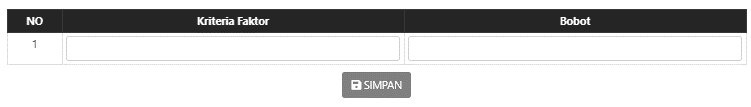 NO Kriteria Faktor Bobot
1
SIMPAN